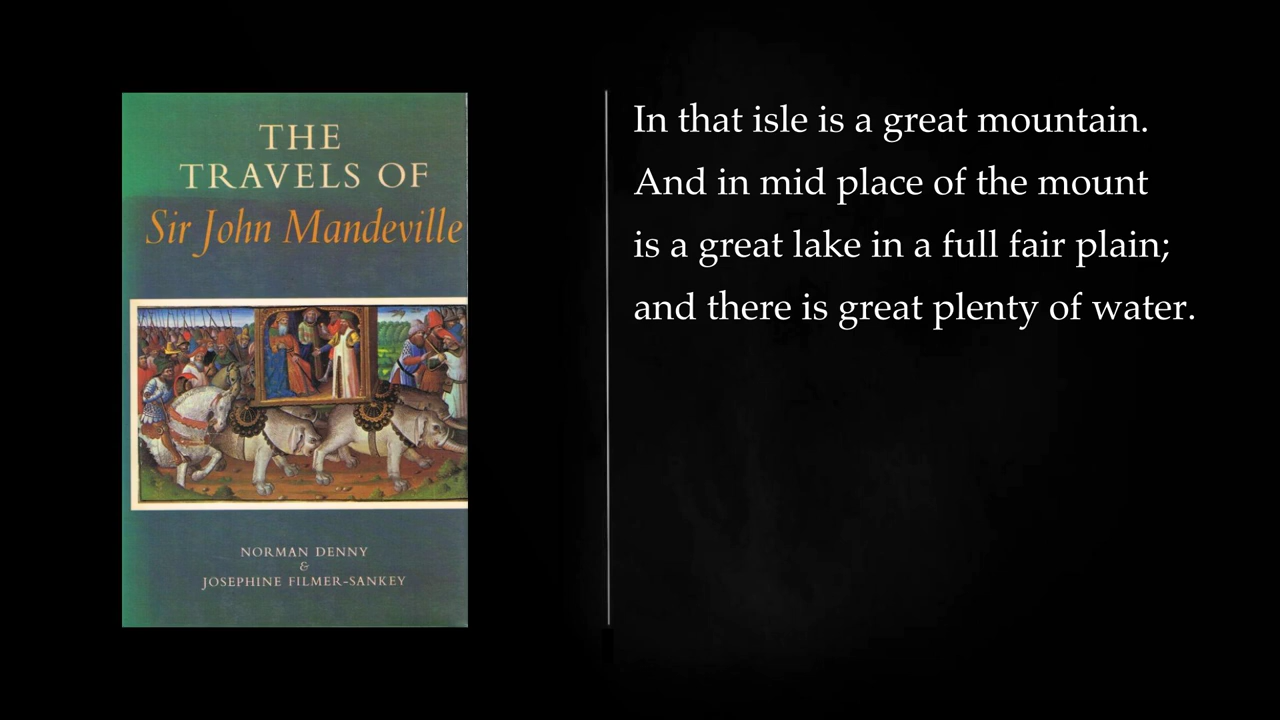 THE
TRAVELS OF
Sir John Mandeville
NORMAN DENNY
&
JOSEPHINE FILMER-SANKEY
In that isle is a great mountain.
And in mid place of the mount
is a great lake in a full fair plain;
and there is great plenty of water.